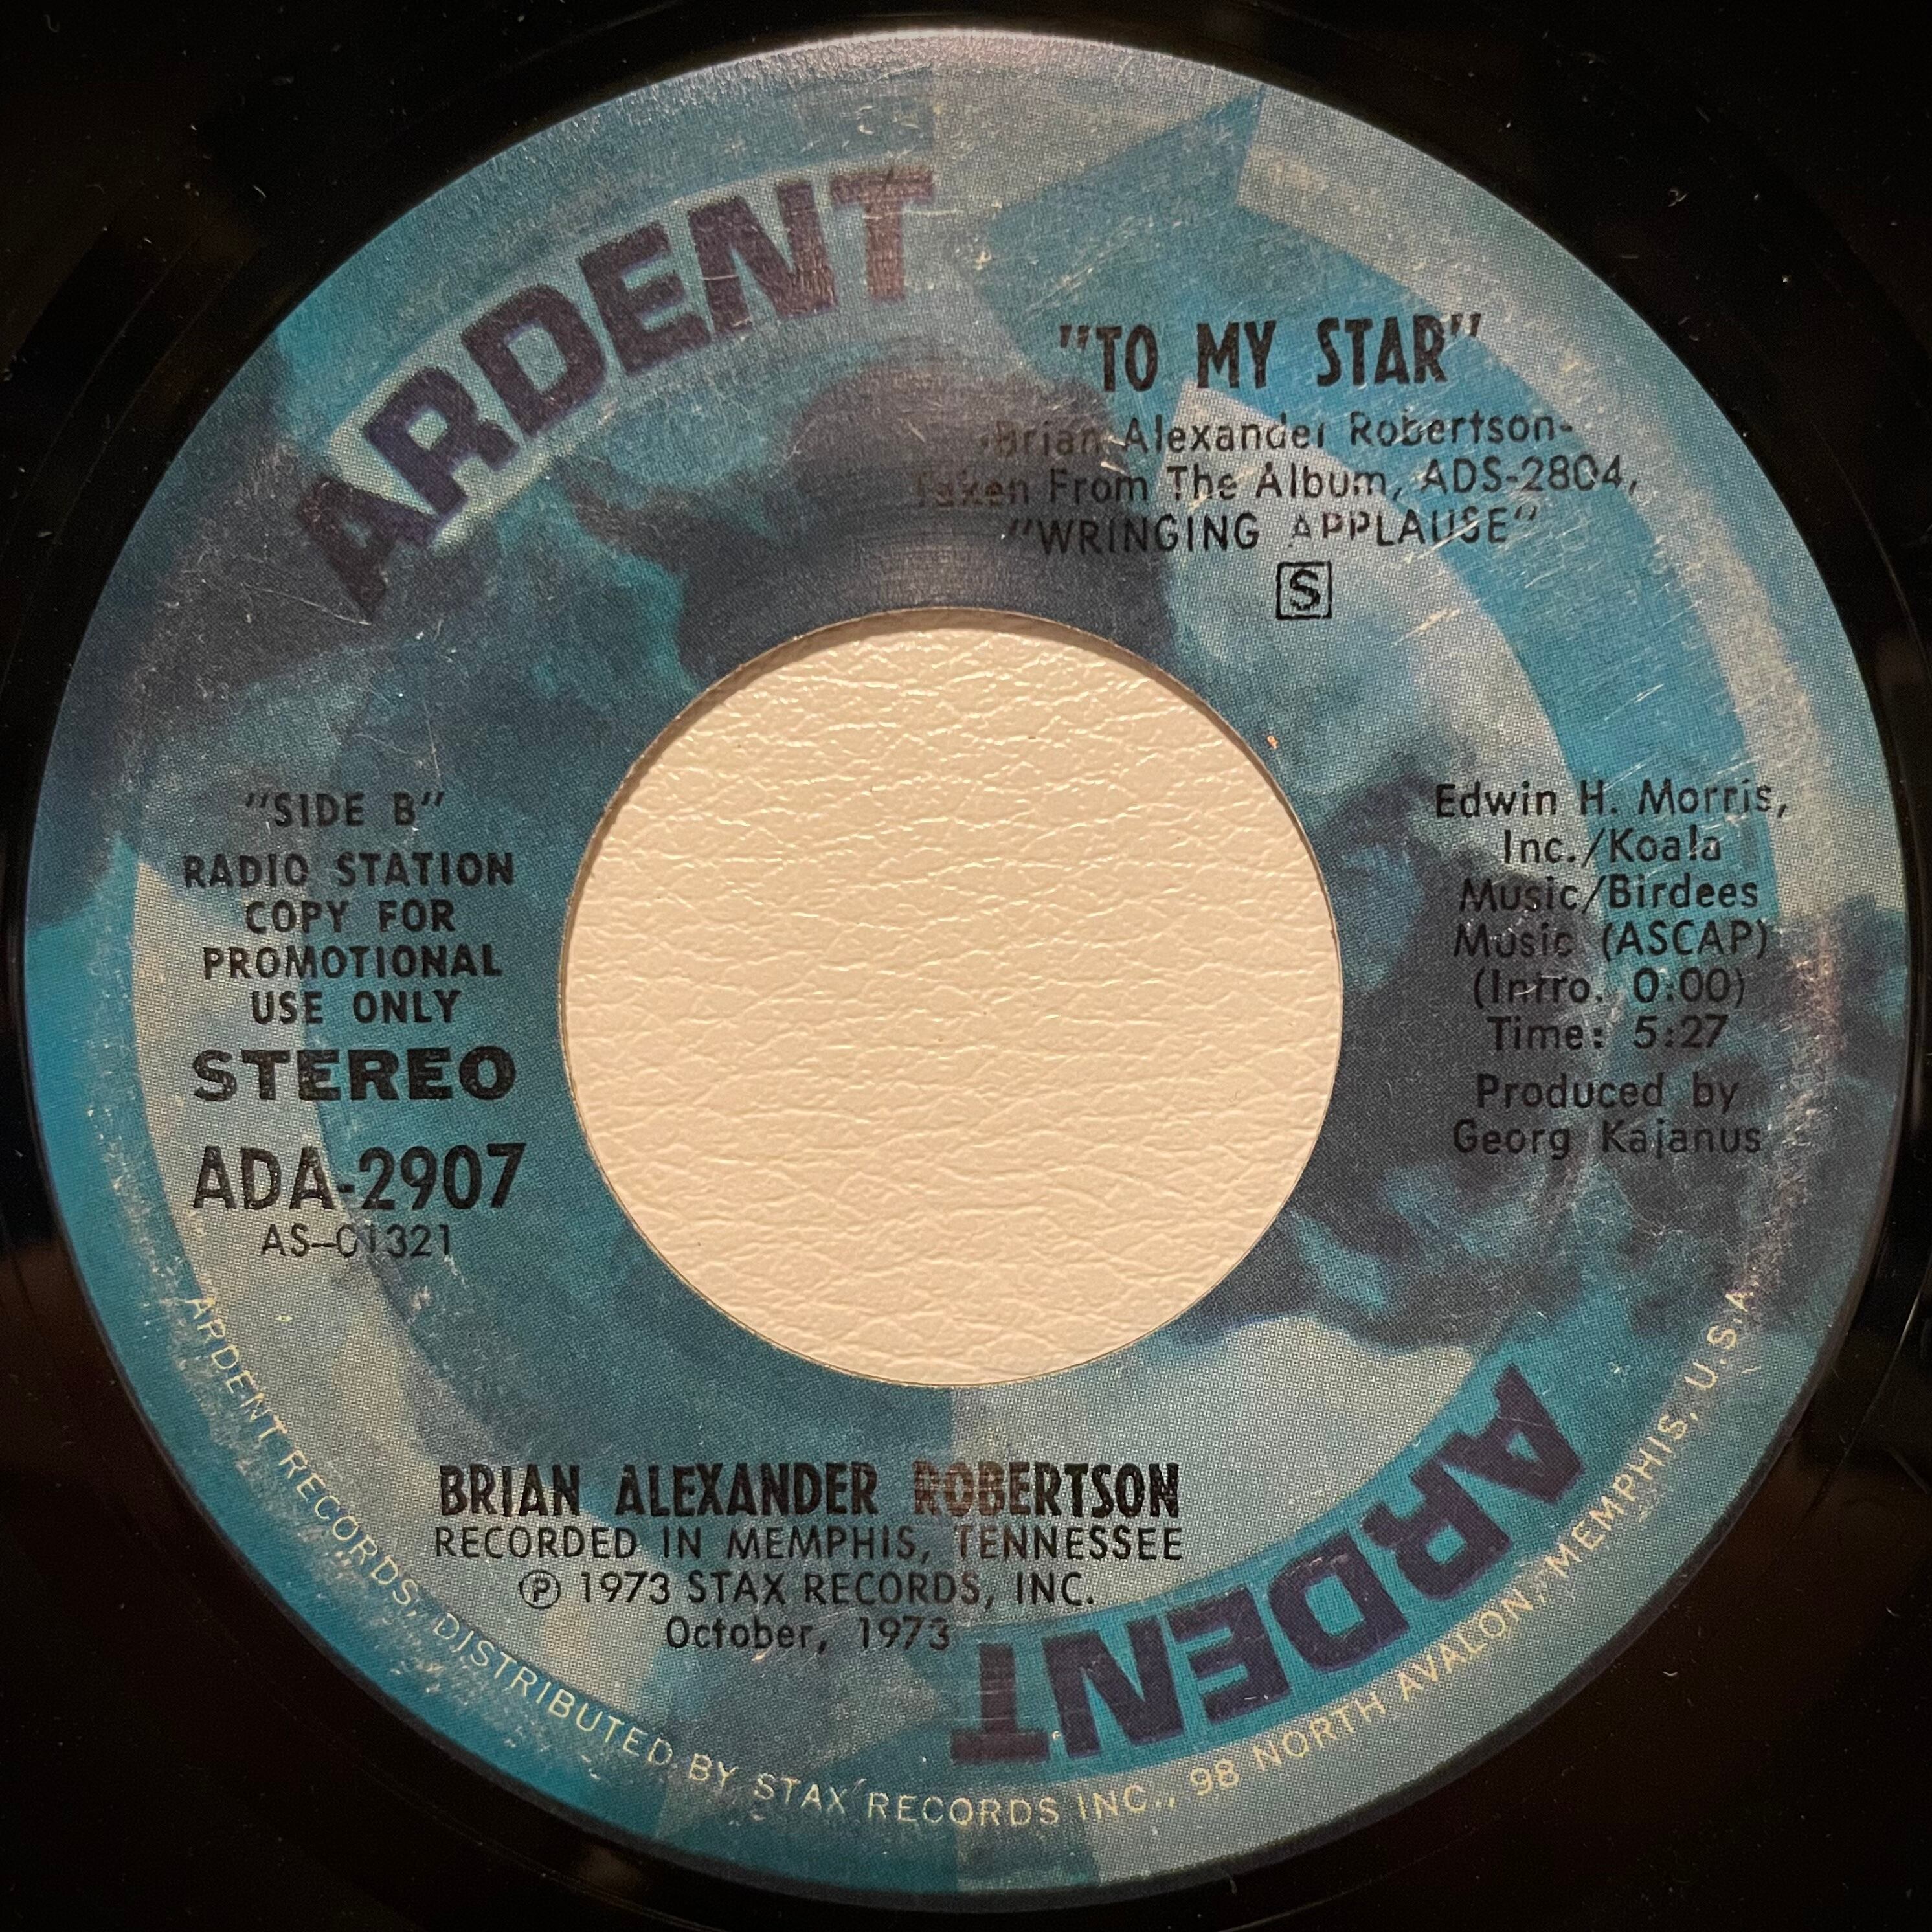 ARDENT
"TO MY STAR"
-Brian Alexander Robertson-
Taken From The Album, ADS-2804,
"WRINGING APPLAUSE"
S
"SIDE B"
RADIO STATION
COPY FOR
PROMOTIONAL
USE ONLY
STEREO
ADA-2907
AS-01321
Edwin H. Morris,
Inc./Koala
Music/Birdees
Music (ASCAP)
(Intro. 0:00)
Time: 5:27
Produced by
Georg Kajanus
BRIAN ALEXANDER ROBERTSON
RECORDED IN MEMPHIS, TENNESSEE
Ⓟ 1973 STAX RECORDS, INC.
October, 1973
ARDENT
ARDENT RECORDS, DISTRIBUTED BY STAX RECORDS INC., 98 NORTH AVALON, MEMPHIS, U.S.A.